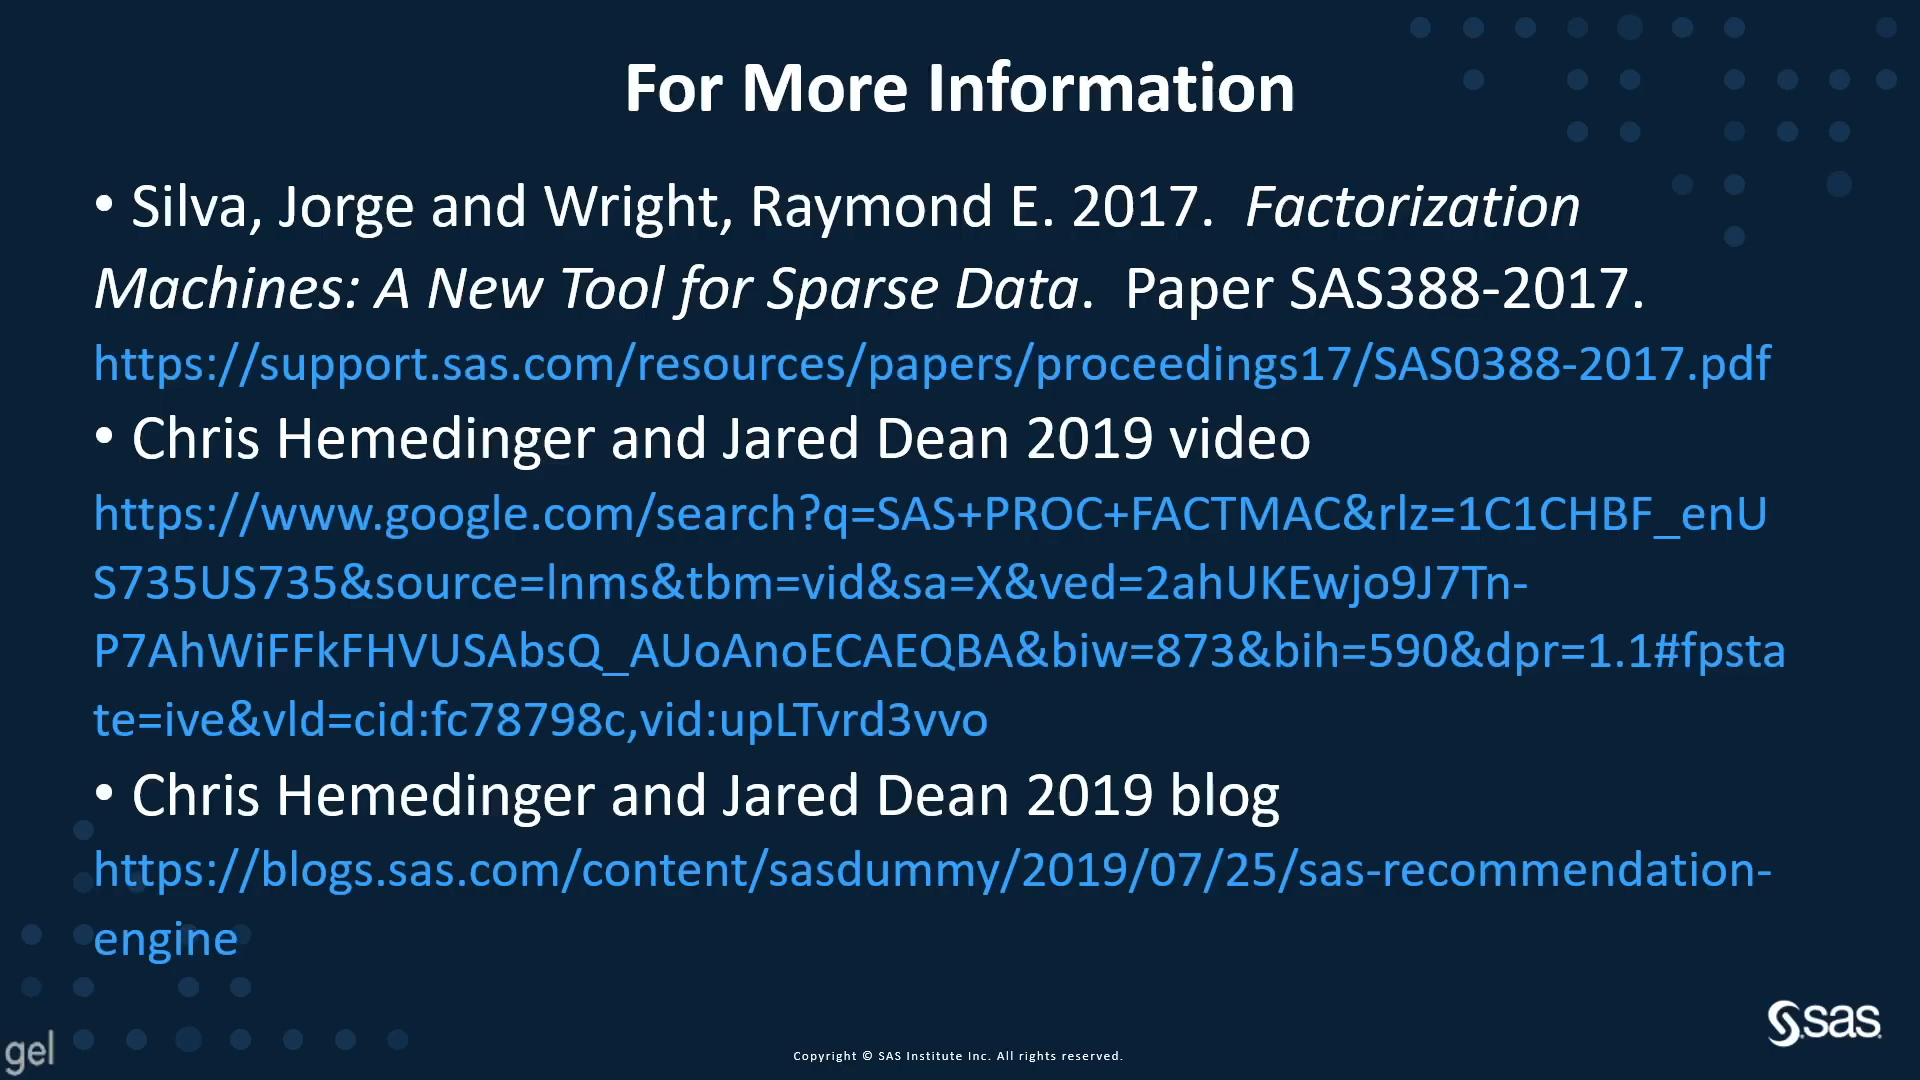 For More Information
• Silva, Jorge and Wright, Raymond E. 2017.  Factorization
Machines: A New Tool for Sparse Data.  Paper SAS388-2017.
https://support.sas.com/resources/papers/proceedings17/SAS0388-2017.pdf
• Chris Hemedinger and Jared Dean 2019 video
https://www.google.com/search?q=SAS+PROC+FACTMAC&rlz=1C1CHBF_enU
S735US735&source=lnms&tbm=vid&sa=X&ved=2ahUKEwjo9J7Tn-
P7AhWiFFkFHVUSAbsQ_AUoAnoECAEQBA&biw=873&bih=590&dpr=1.1#fpsta
te=ive&vld=cid:fc78798c,vid:upLTvrd3vvo
• Chris Hemedinger and Jared Dean 2019 blog
https://blogs.sas.com/content/sasdummy/2019/07/25/sas-recommendation-
engine
sas
gel
Copyright © SAS Institute Inc. All rights reserved.